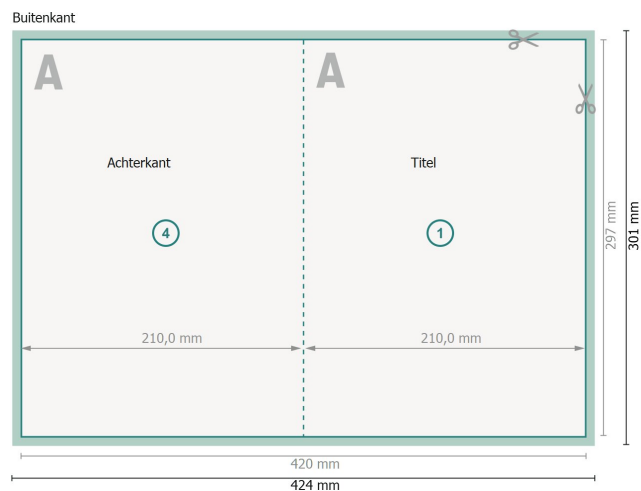 Buitenkant
A
A
Achterkant
Titel
4
1
210,0 mm
210,0 mm
297 mm
301 mm
420 mm
424 mm